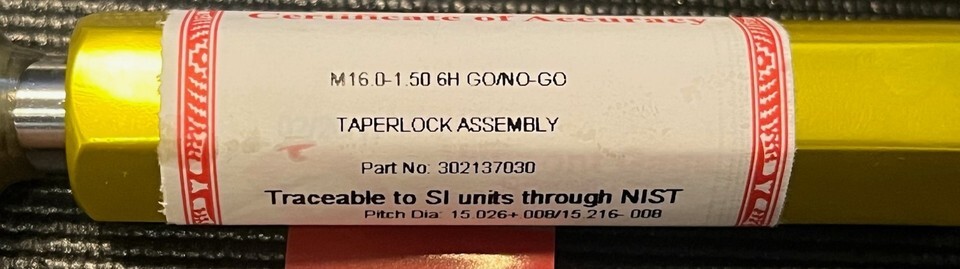 Certificate of Accuracy
M16.0-1.50 6H GO/NO-GO
TAPERLOCK ASSEMBLY
Part No: 302137030
Traceable to SI units through NIST
Pitch Dia: 15.026+.008/15.216-.008